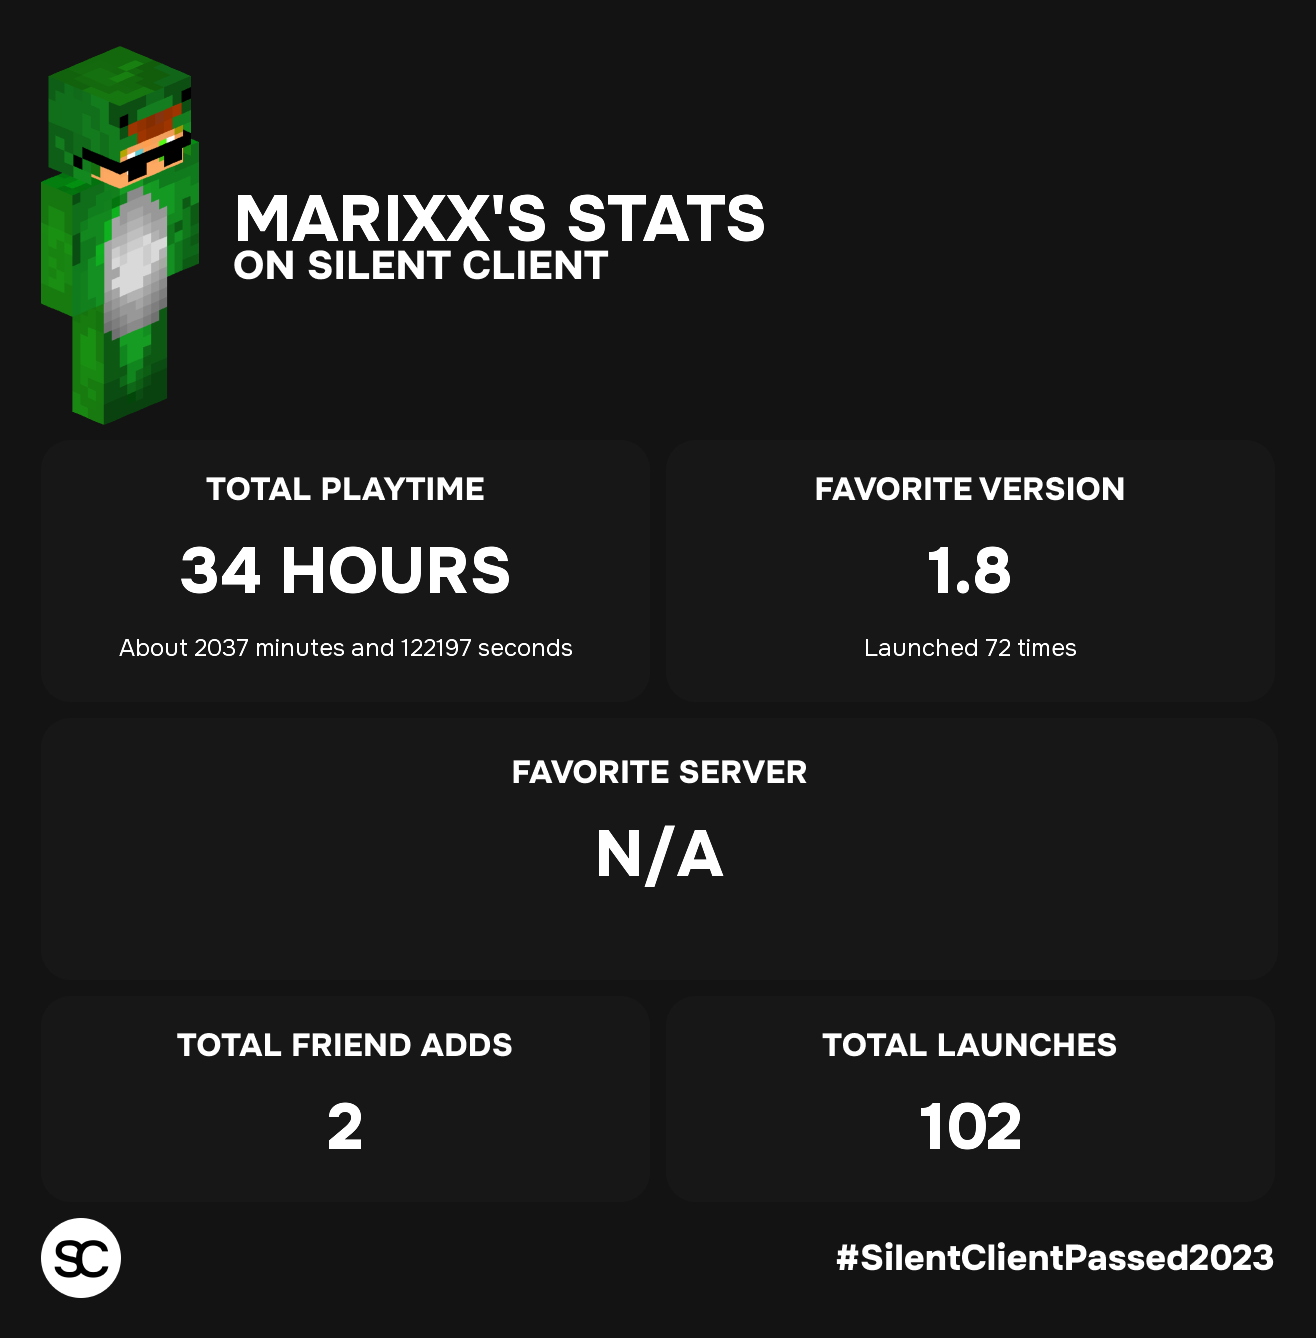 MARIXX'S STATS
ON SILENT CLIENT
TOTAL PLAYTIME
34 HOURS
About 2037 minutes and 122197 seconds
FAVORITE VERSION
1.8
Launched 72 times
FAVORITE SERVER
N/A
TOTAL FRIEND ADDS
2
TOTAL LAUNCHES
102
SC
#SilentClientPassed2023